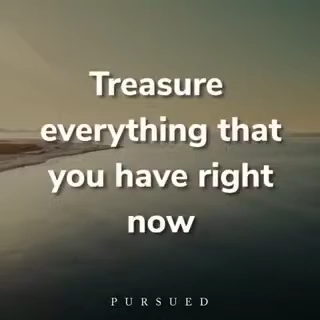 Treasure
everything that
you have right
now
PURSUED